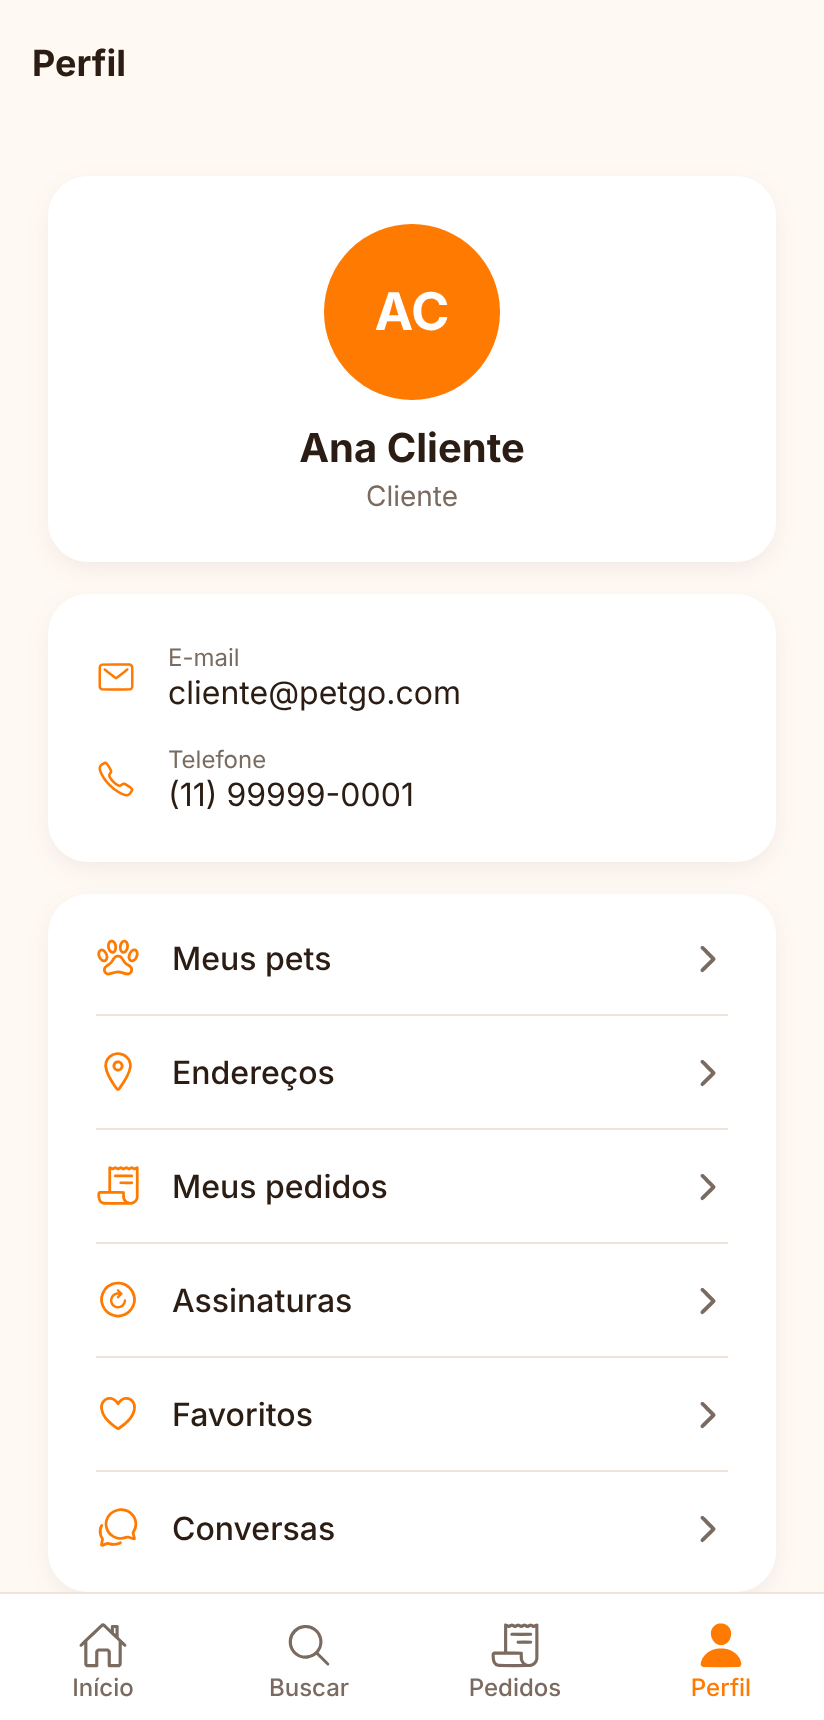 Perfil
AC
Ana Cliente
Cliente
E-mail
cliente@petgo.com
Telefone
(11) 99999-0001
Meus pets
Endereços
Meus pedidos
Assinaturas
Favoritos
Conversas
Início
Buscar
Pedidos
Perfil